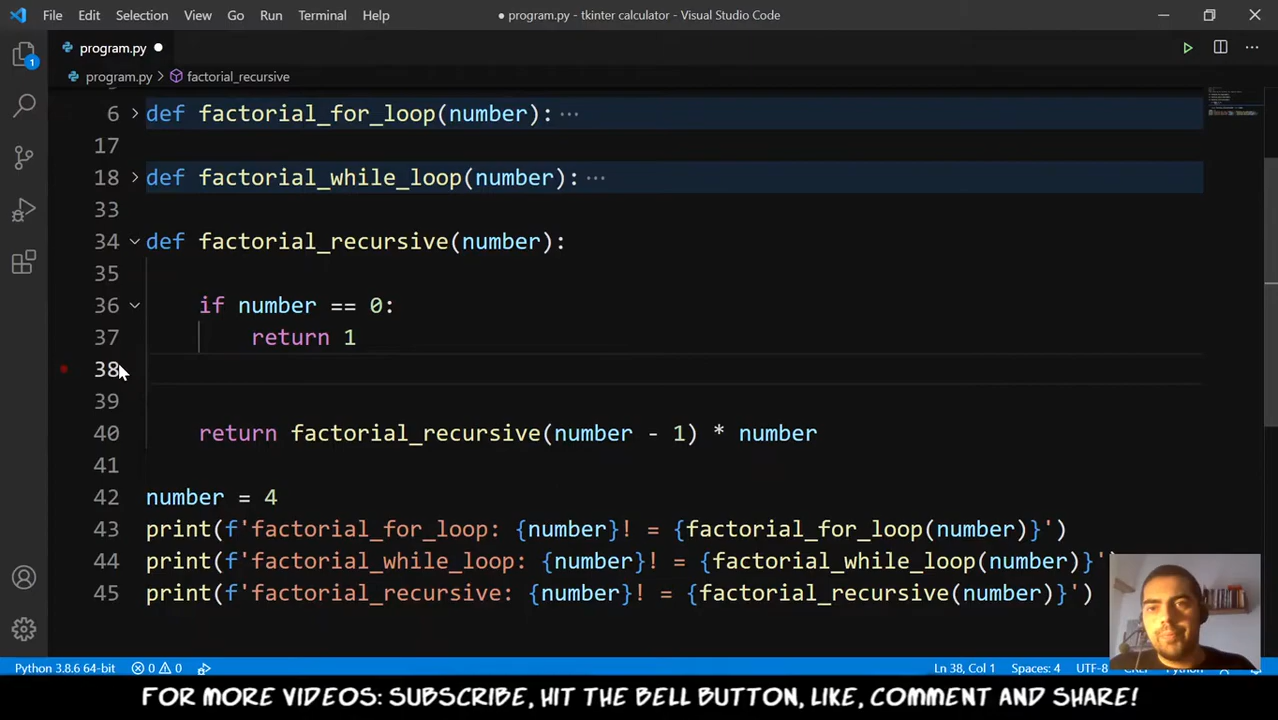 File Edit Selection View Go Run Terminal Help ● program.py - tkinter calculator - Visual Studio Code
program.py ●
program.py > factorial_recursive
1
6 > def factorial_for_loop(number): ···
17
18 > def factorial_while_loop(number): ···
33
34 def factorial_recursive(number):
35
36 if number == 0:
37 return 1
38
39
40 return factorial_recursive(number - 1) * number
41
42 number = 4
43 print(f'factorial_for_loop: {number}! = {factorial_for_loop(number)}')
44 print(f'factorial_while_loop: {number}! = {factorial_while_loop(number)}')
45 print(f'factorial_recursive: {number}! = {factorial_recursive(number)}')
Python 3.8.6 64-bit 0 0 Ln 38, Col 1 Spaces: 4 UTF-8
FOR MORE VIDEOS: SUBSCRIBE, HIT THE BELL BUTTON, LIKE, COMMENT AND SHARE!